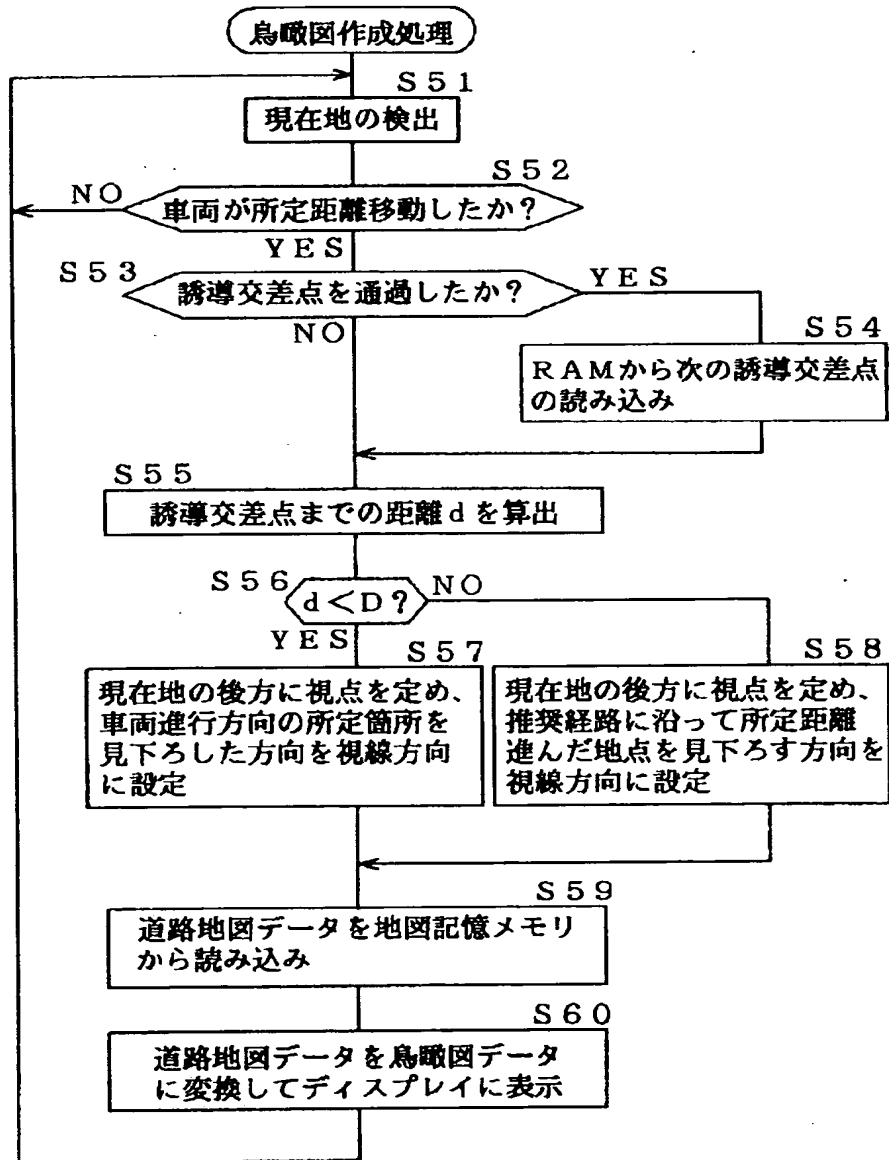 鳥瞰図作成処理
S51
現在地の検出
S52
NO
車両が所定距離移動したか?
YES
S53
誘導交差点を通過したか?
YES
NO
S54
RAMから次の誘導交差点
の読み込み
S55
誘導交差点までの距離dを算出
S56
d<D?
NO
YES
S57
現在地の後方に視点を定め、
車両進行方向の所定箇所を
見下ろした方向を視線方向
に設定
S58
現在地の後方に視点を定め、
推奨経路に沿って所定距離
進んだ地点を見下ろす方向を
視線方向に設定
S59
道路地図データを地図記憶メモリ
から読み込み
S60
道路地図データを鳥瞰図データ
に変換してディスプレイに表示